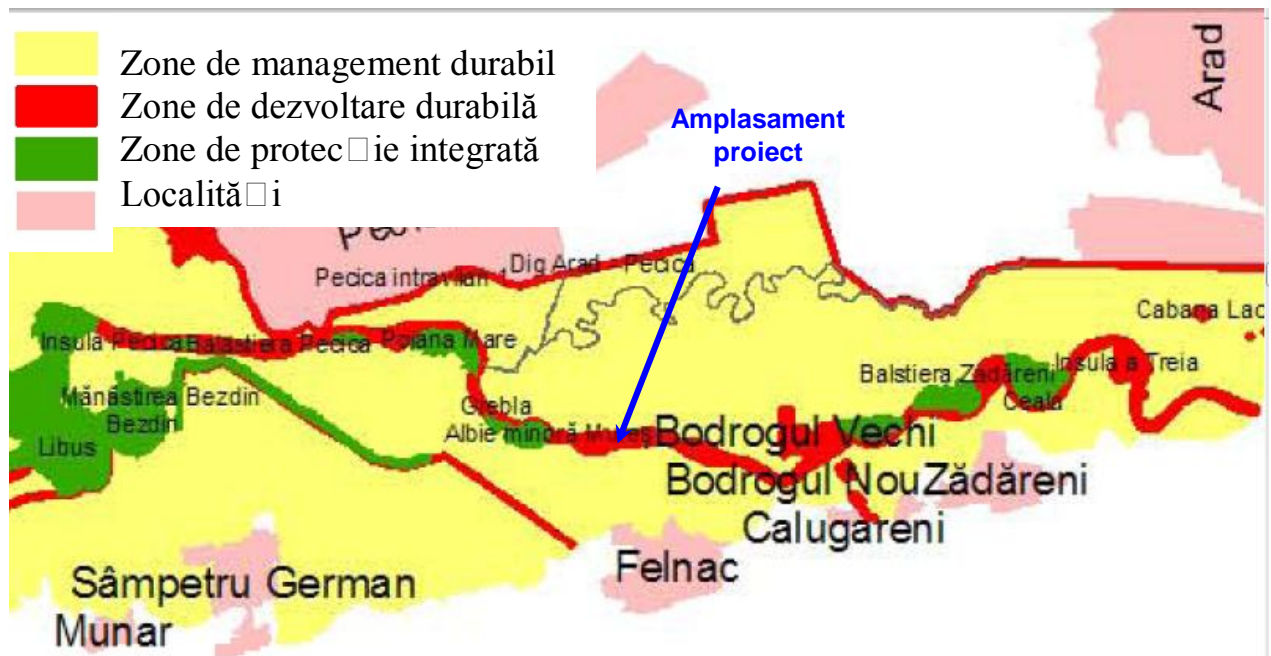 Zone de management durabil
Zone de dezvoltare durabilă
Zone de protec□ie integrată
Localită□i
Amplasament
proiect
Arad
Pecica intravilan 1
Dig Arad - Pecica
Cabana Lac
Insula Pecica
Balastiera Pecica
Poiana Mare
Balstiera Zadăreni
Insula a Treia
Ceala
Mănăstirea Bezdin
Bezdin
Grebla
Libus
Albie minoră Mureș
Bodrogul Vechi
Bodrogul Nou
Zădăreni
Calugareni
Felnac
Sâmpetru German
Munar